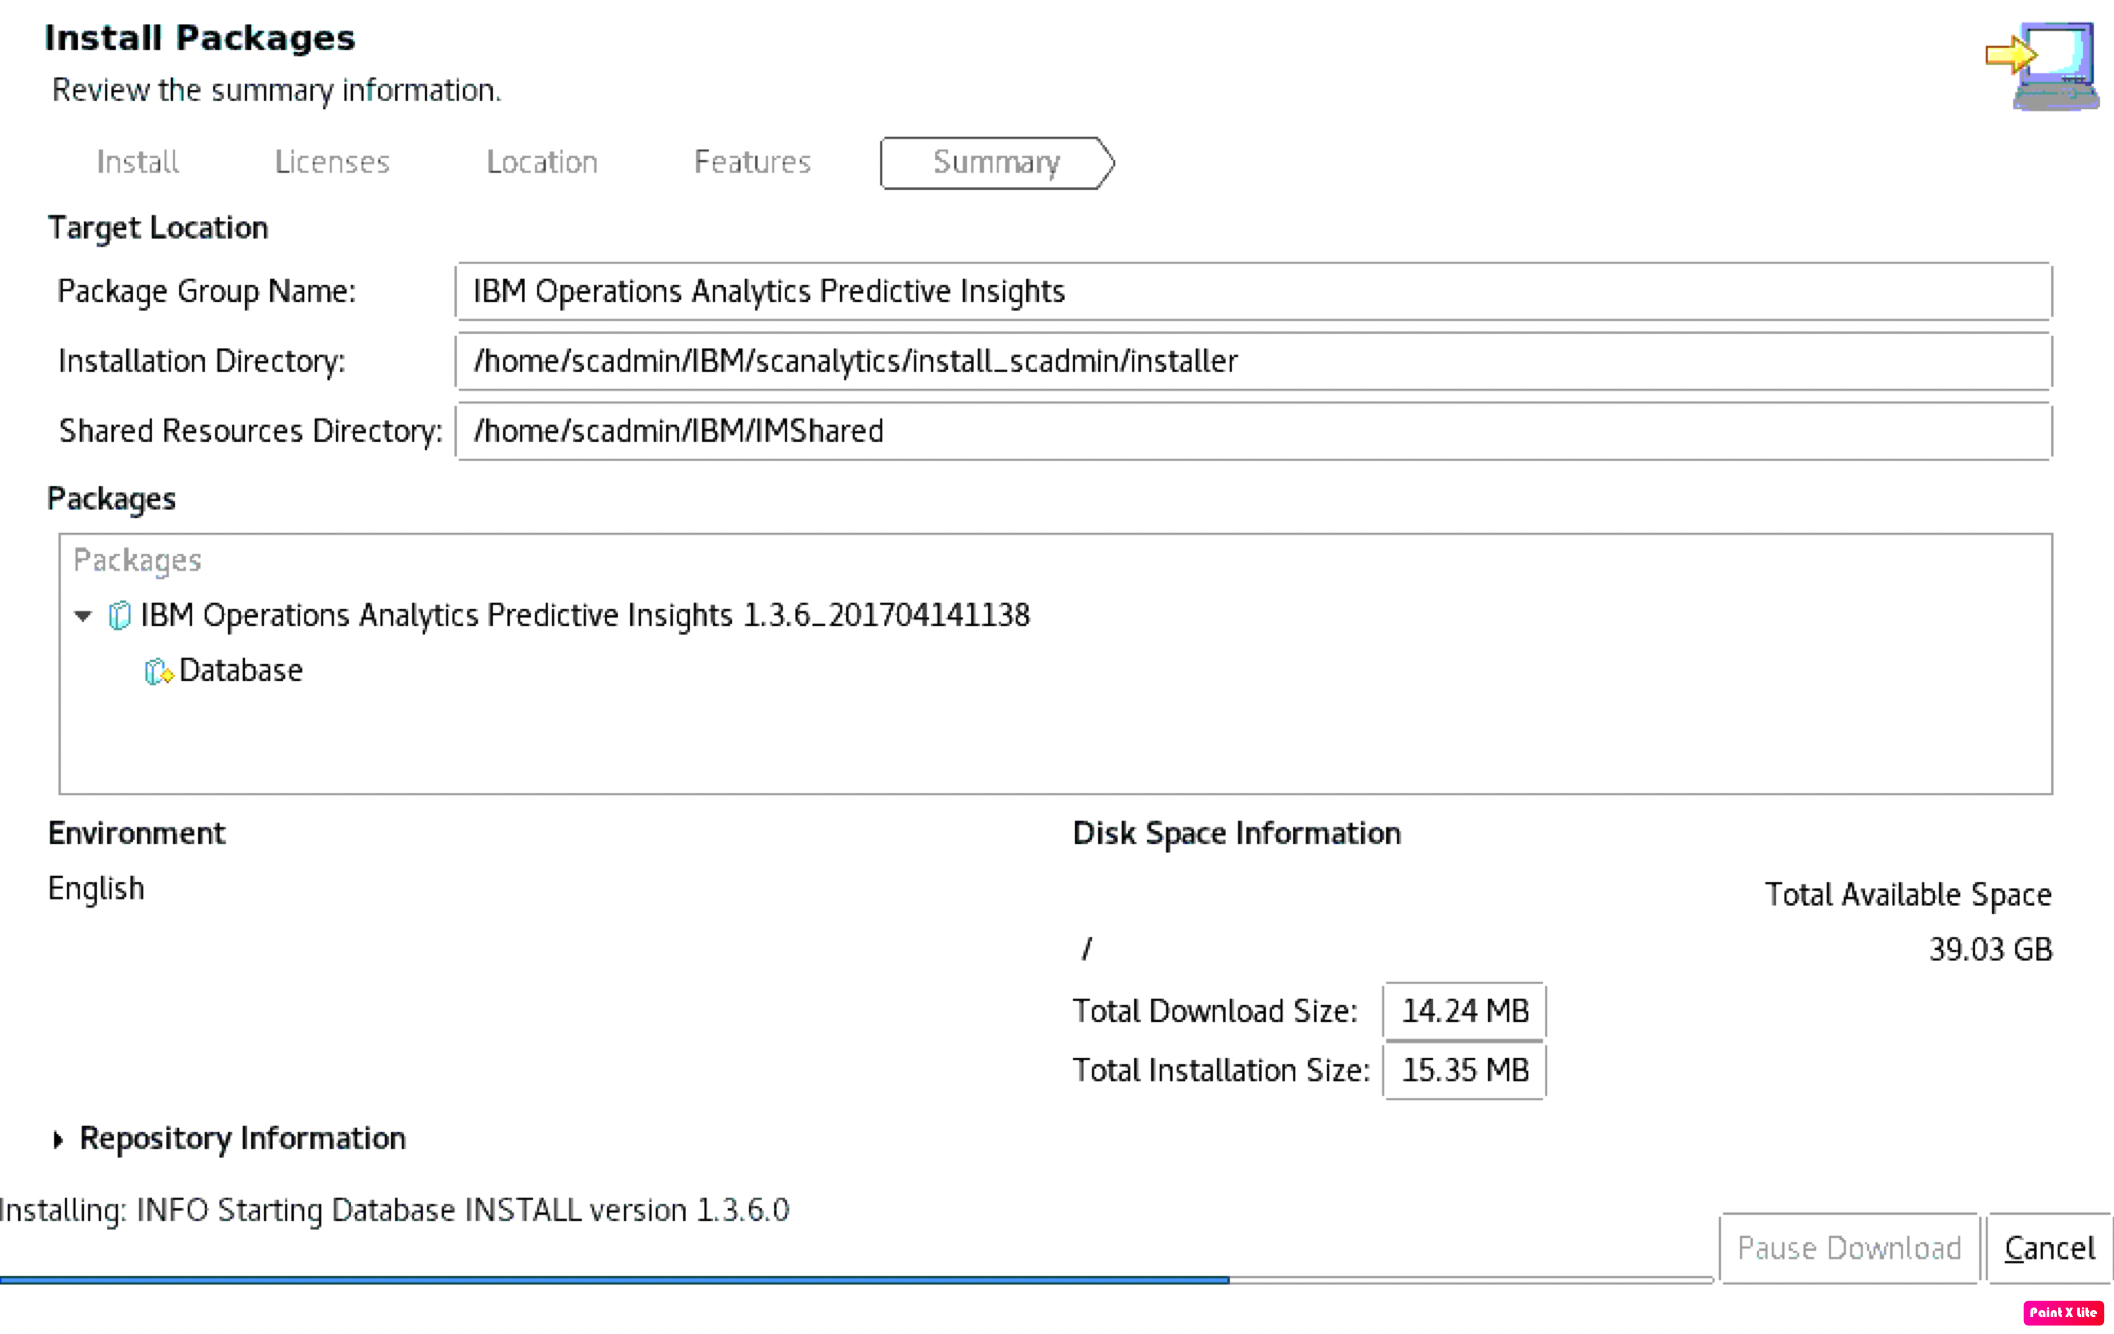 Install Packages
Review the summary information.
Install Licenses Location Features Summary
Target Location
Package Group Name: IBM Operations Analytics Predictive Insights
Installation Directory: /home/scadmin/IBM/scanalytics/install_scadmin/installer
Shared Resources Directory: /home/scadmin/IBM/IMShared
Packages
Packages
IBM Operations Analytics Predictive Insights 1.3.6_201704141138
Database
Environment
English
Disk Space Information
Total Available Space
/ 39.03 GB
Total Download Size: 14.24 MB
Total Installation Size: 15.35 MB
Repository Information
Installing: INFO Starting Database INSTALL version 1.3.6.0
Pause Download Cancel
Paint X lite